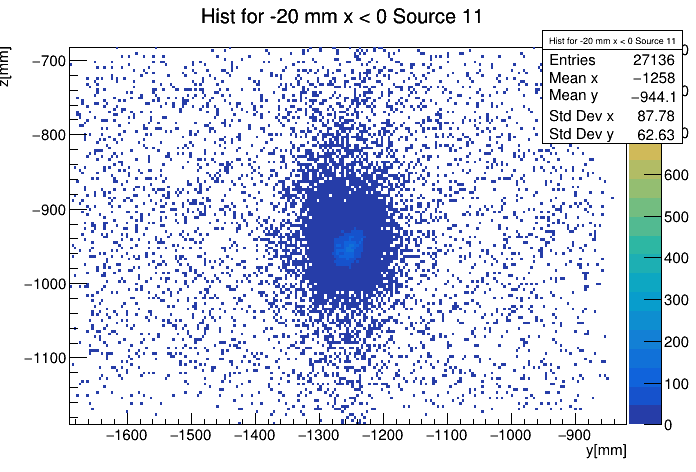 Hist for -20 mm x < 0 Source 11
z[mm]
Hist for -20 mm x < 0 Source 11
Entries 27136
Mean x −1258
Mean y −944.1
Std Dev x 87.78
Std Dev y 62.63
−700
−800
−900
−1000
−1100
−1600 −1500 −1400 −1300 −1200 −1100 −1000 −900
y[mm]
600
500
400
300
200
100
0